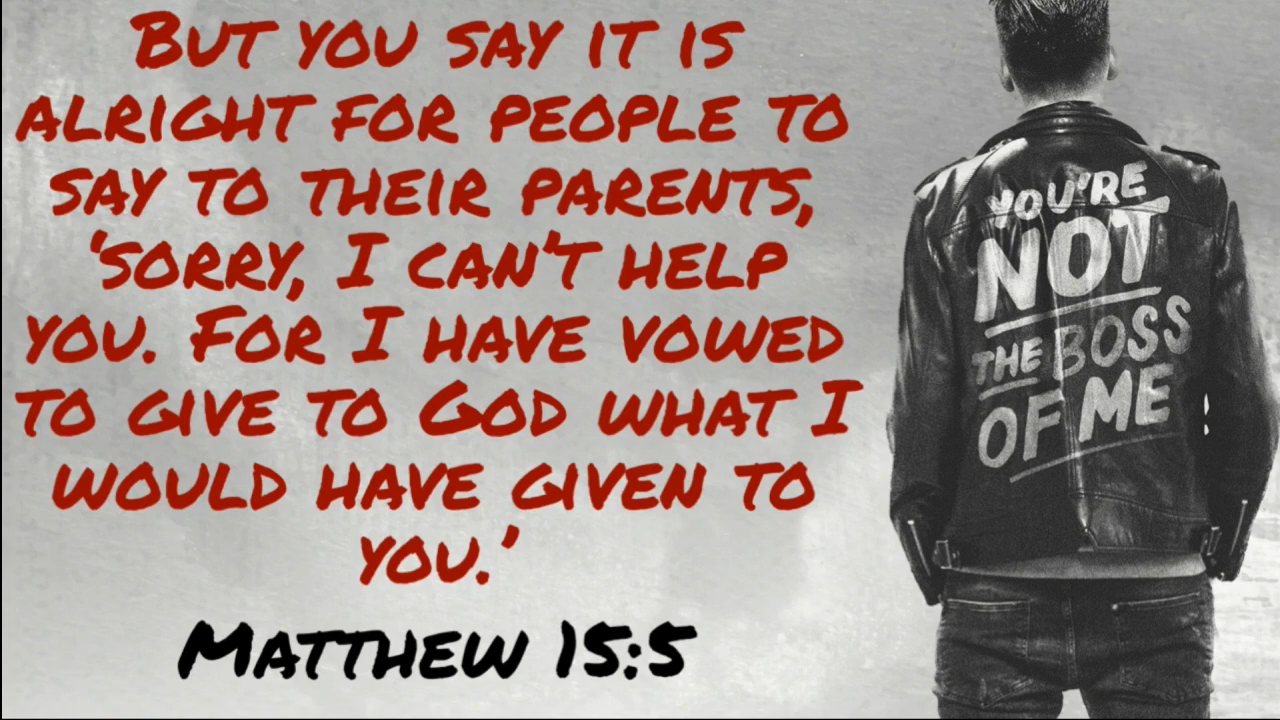 But you say it is
alright for people to
say to their parents,
‘sorry, I can't help
you. For I have vowed
to give to God what I
would have given to
you.’
Matthew 15:5
YOU'RE
NOT
THE BOSS
OF ME